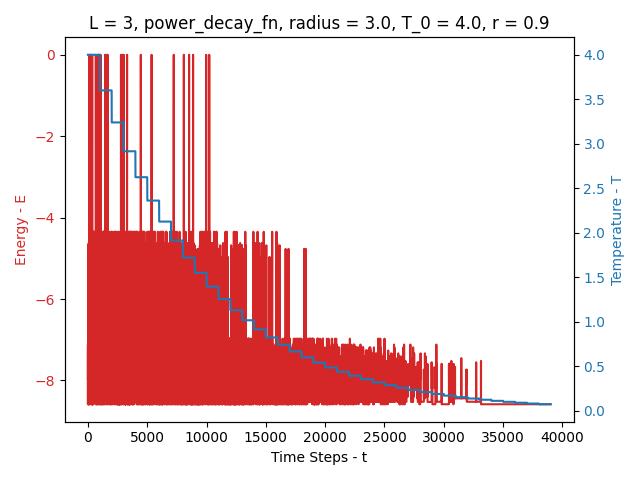 L = 3, power_decay_fn, radius = 3.0, T_0 = 4.0, r = 0.9
0
−2
−4
−6
−8
Energy - E
4.0
3.5
3.0
2.5
2.0
1.5
1.0
0.5
0.0
Temperature - T
0 5000 10000 15000 20000 25000 30000 35000 40000
Time Steps - t